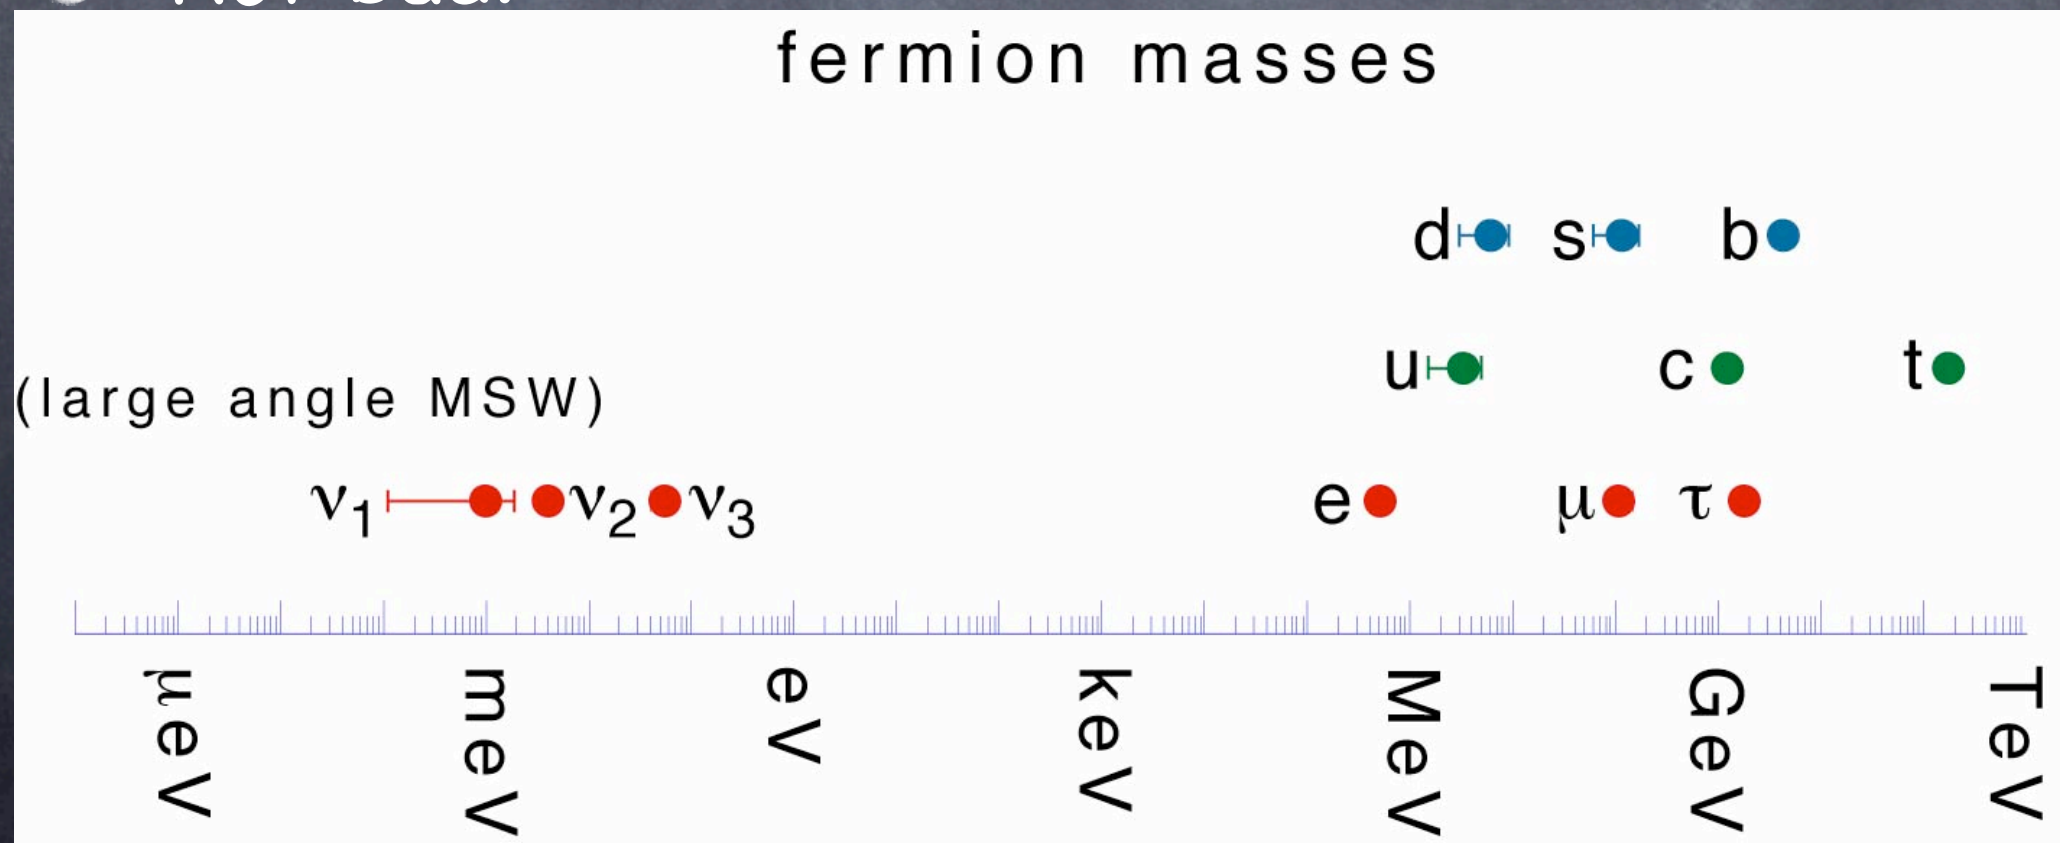 fermion masses
d s b
u c t
(large angle MSW)
ν1 ν2 ν3 e μ τ
μeV meV eV keV MeV GeV TeV